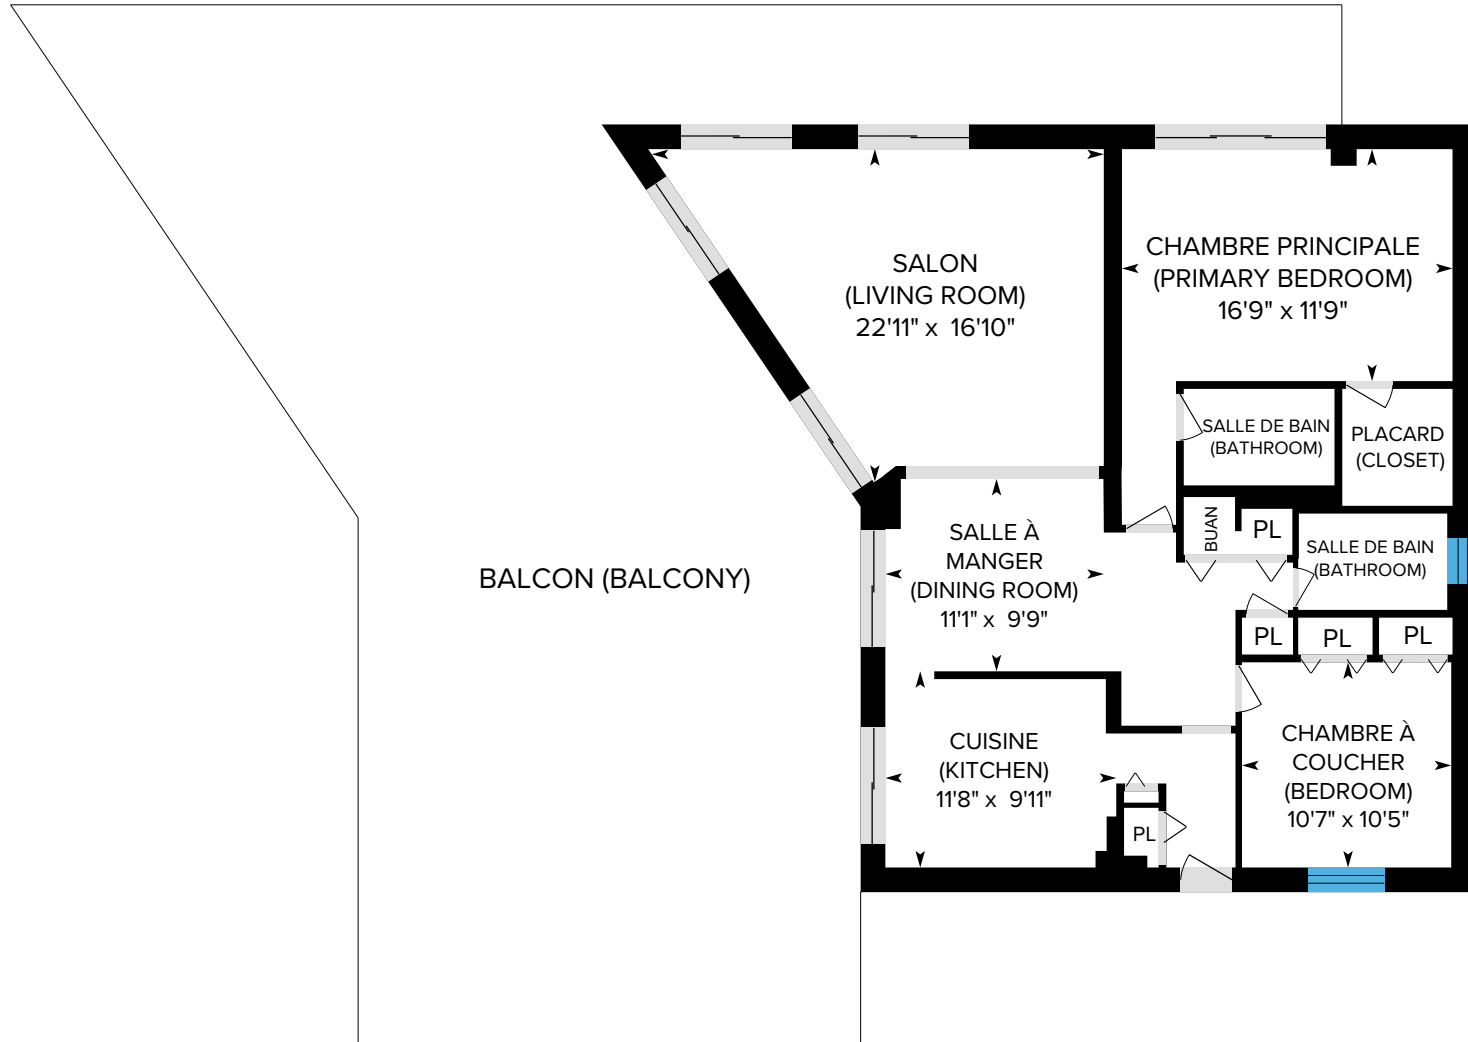 SALON
(LIVING ROOM)
22'11" x 16'10"
CHAMBRE PRINCIPALE
(PRIMARY BEDROOM)
16'9" x 11'9"
SALLE DE BAIN
(BATHROOM)
PLACARD
(CLOSET)
BUAN
PL
SALLE DE BAIN
(BATHROOM)
SALLE À
MANGER
(DINING ROOM)
11'1" x 9'9"
BALCON (BALCONY)
PL
PL
PL
CUISINE
(KITCHEN)
11'8" x 9'11"
PL
CHAMBRE À
COUCHER
(BEDROOM)
10'7" x 10'5"